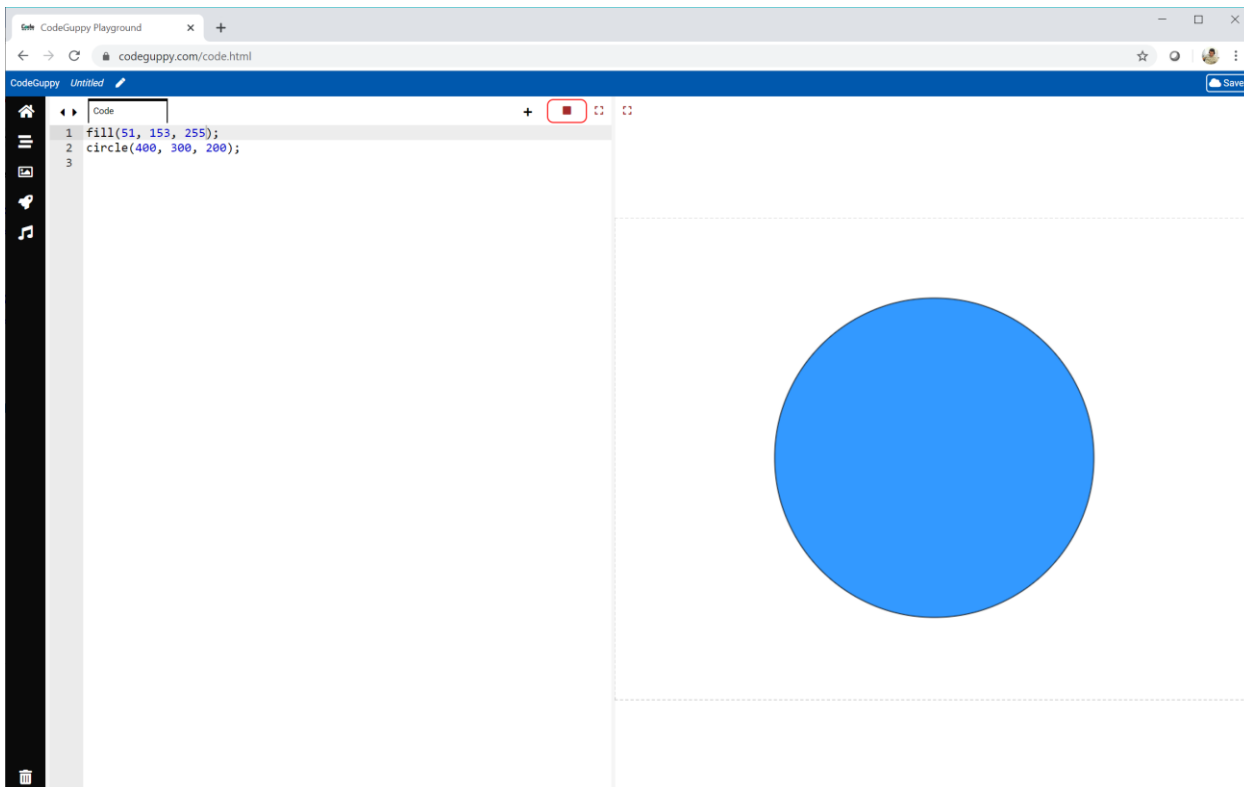 CodeGuppy Playground
codeguppy.com/code.html
CodeGuppy Untitled
Save
Code
1 fill(51, 153, 255);
2 circle(400, 300, 200);
3